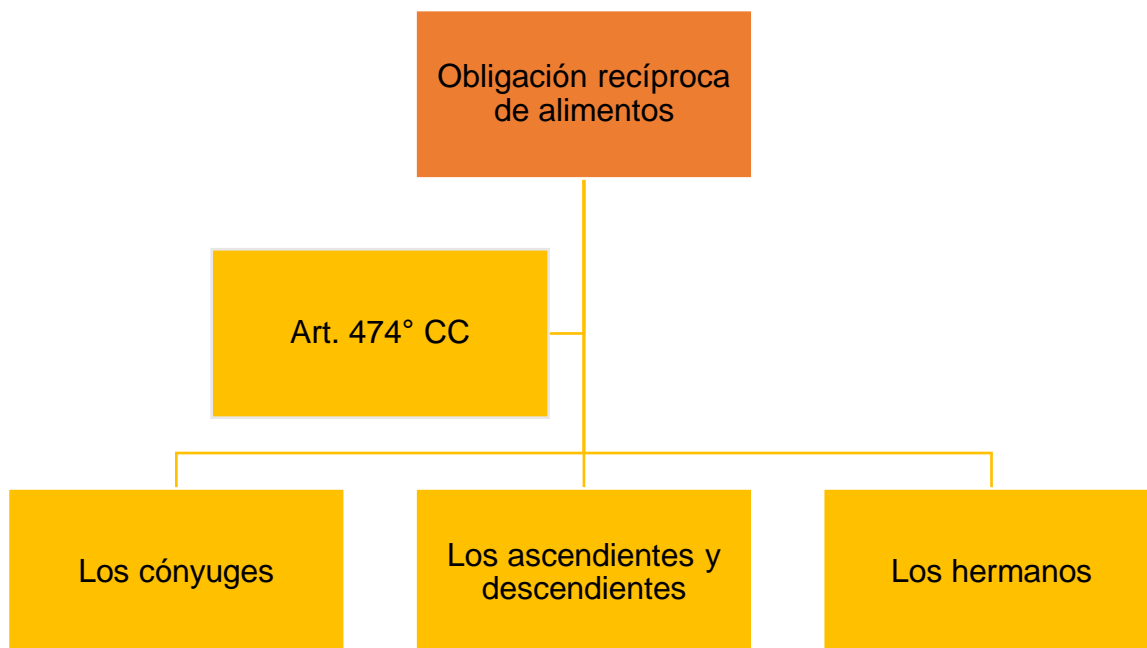 Obligación recíproca
de alimentos
Art. 474° CC
Los cónyuges
Los ascendientes y
descendientes
Los hermanos